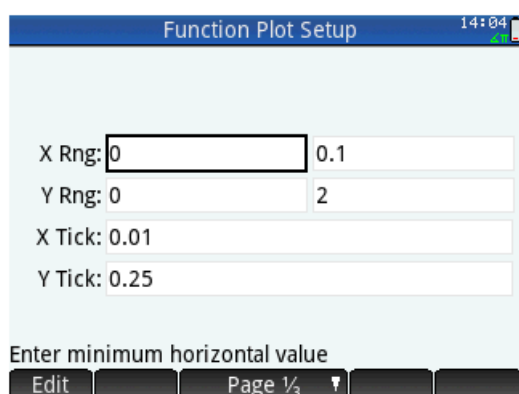 Function Plot Setup 14:04
∠π
X Rng: 0 0.1
Y Rng: 0 2
X Tick: 0.01
Y Tick: 0.25
Enter minimum horizontal value
Edit Page ⅓